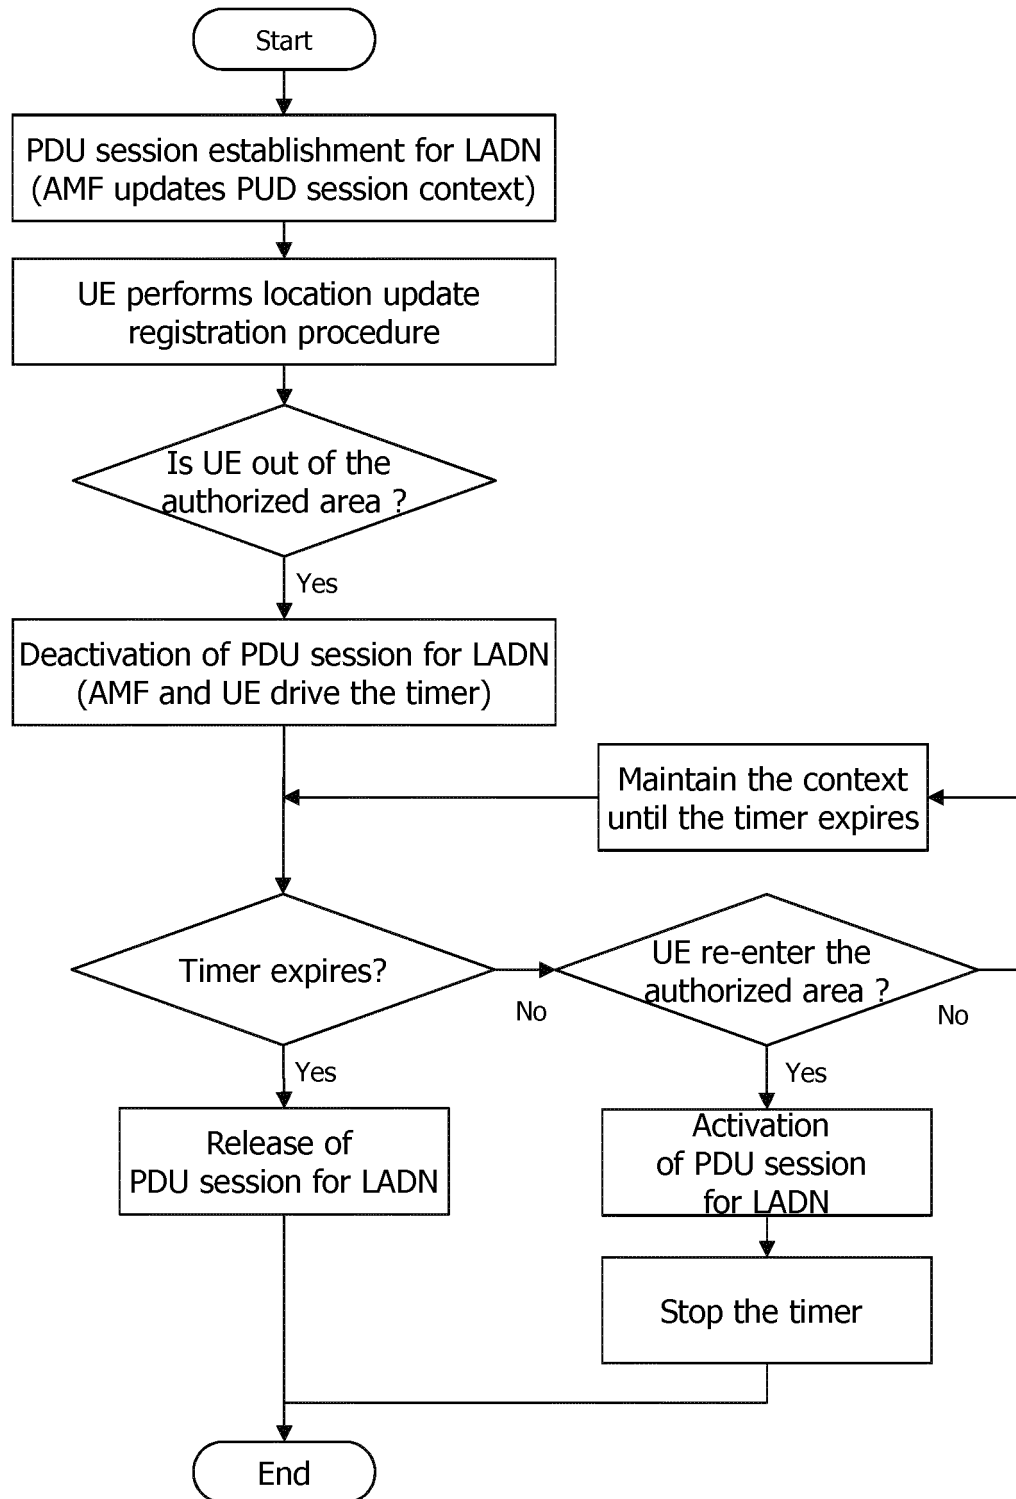 Start
PDU session establishment for LADN
(AMF updates PUD session context)
UE performs location update
registration procedure
Is UE out of the
authorized area ?
Yes
Deactivation of PDU session for LADN
(AMF and UE drive the timer)
Maintain the context
until the timer expires
Timer expires?
No
UE re-enter the
authorized area ?
No
Yes
Yes
Release of
PDU session for LADN
Activation
of PDU session
for LADN
Stop the timer
End